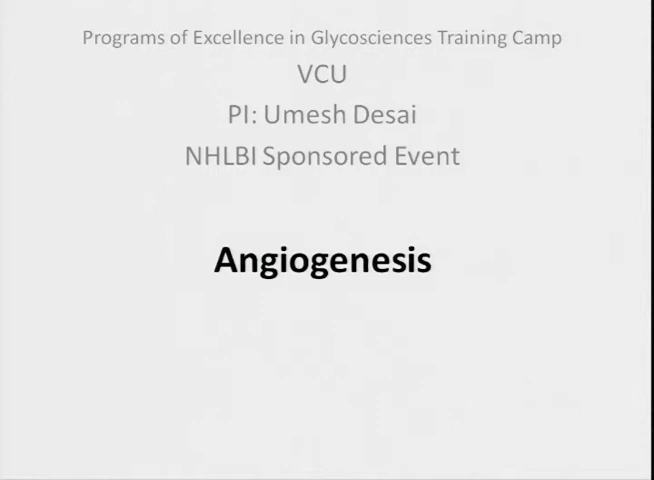 Programs of Excellence in Glycosciences Training Camp
VCU
PI: Umesh Desai
NHLBI Sponsored Event
Angiogenesis